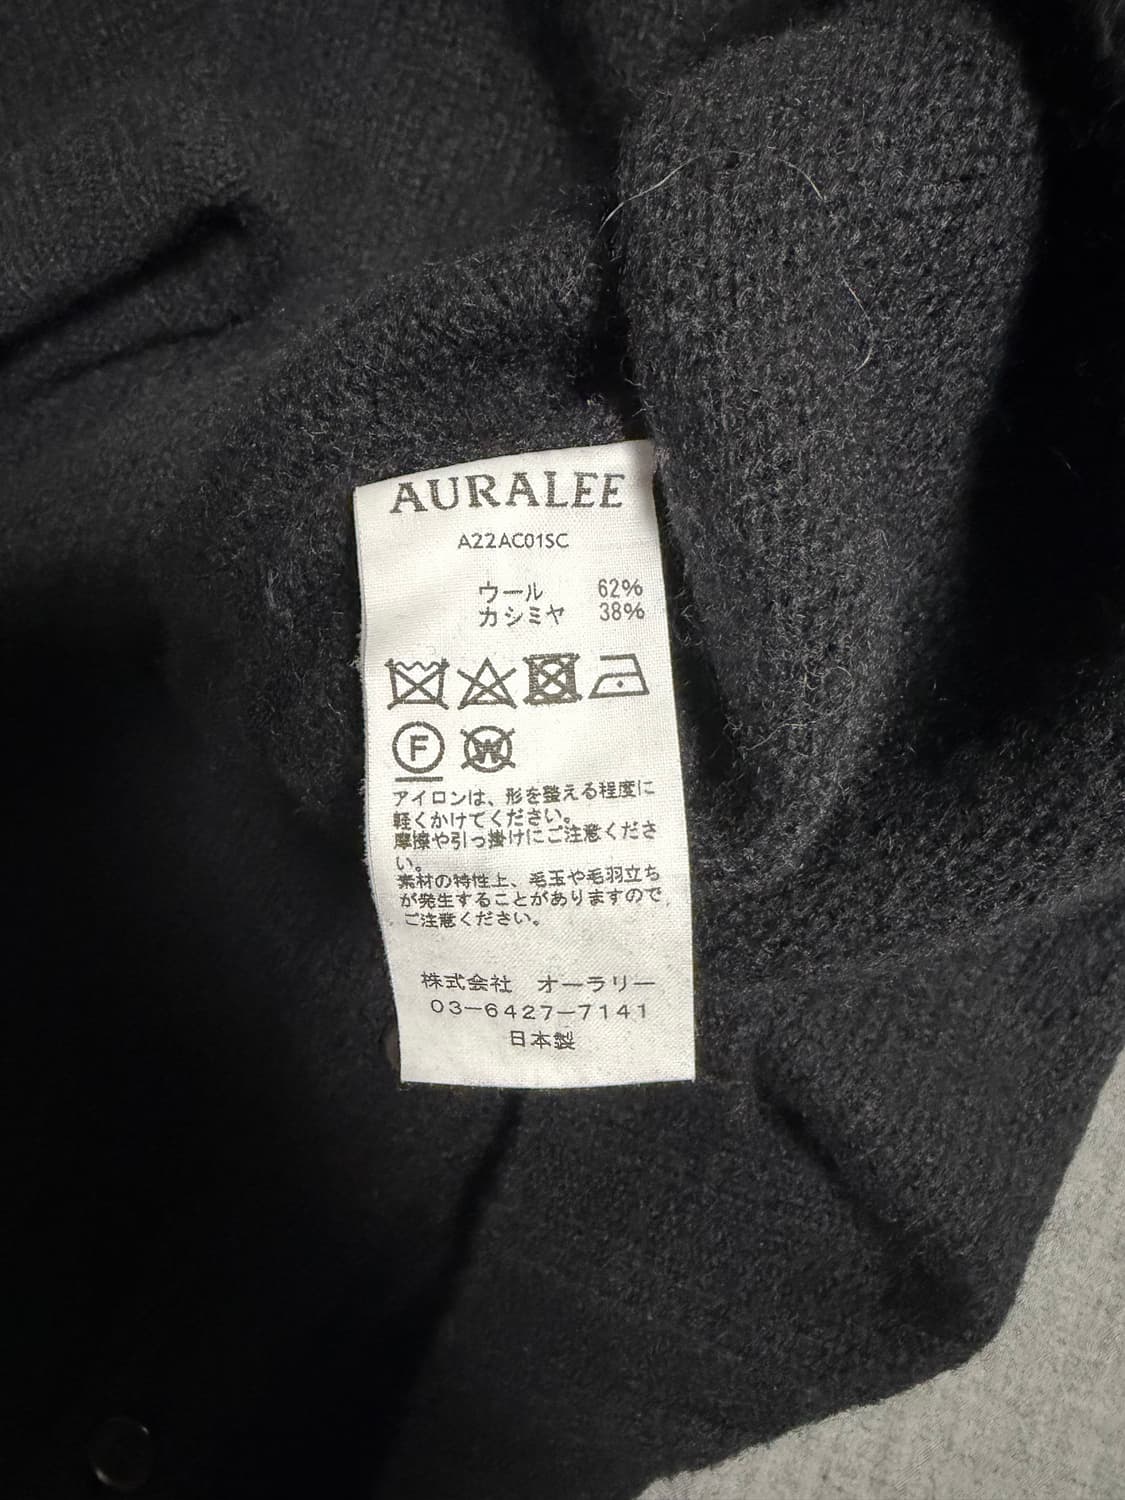 AURALEE
A22AC01SC
ウール 62%
カシミヤ 38%
F W
アイロンは、形を整える程度に
軽くかけてください。
摩擦や引っ掛けにご注意くださ
い。
素材の特性上、毛玉や毛羽立ち
が発生することがありますので、
ご注意ください。
株式会社 オーラリー
03-6427-7141
日本製